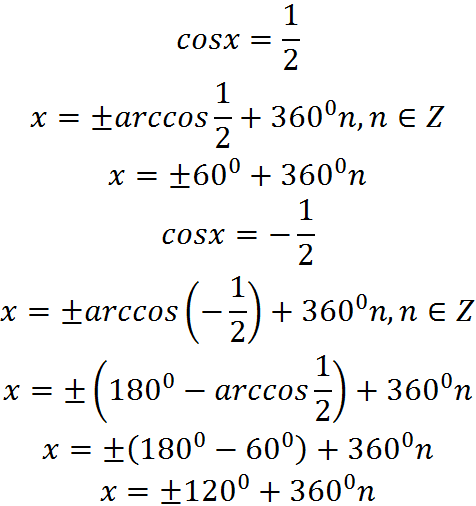 cosx = 1/2
x = ±arccos 1/2 + 360⁰n, n ∈ Z
x = ±60⁰ + 360⁰n
cosx = −1/2
x = ±arccos(−1/2) + 360⁰n, n ∈ Z
x = ±(180⁰ − arccos 1/2) + 360⁰n
x = ±(180⁰ − 60⁰) + 360⁰n
x = ±120⁰ + 360⁰n